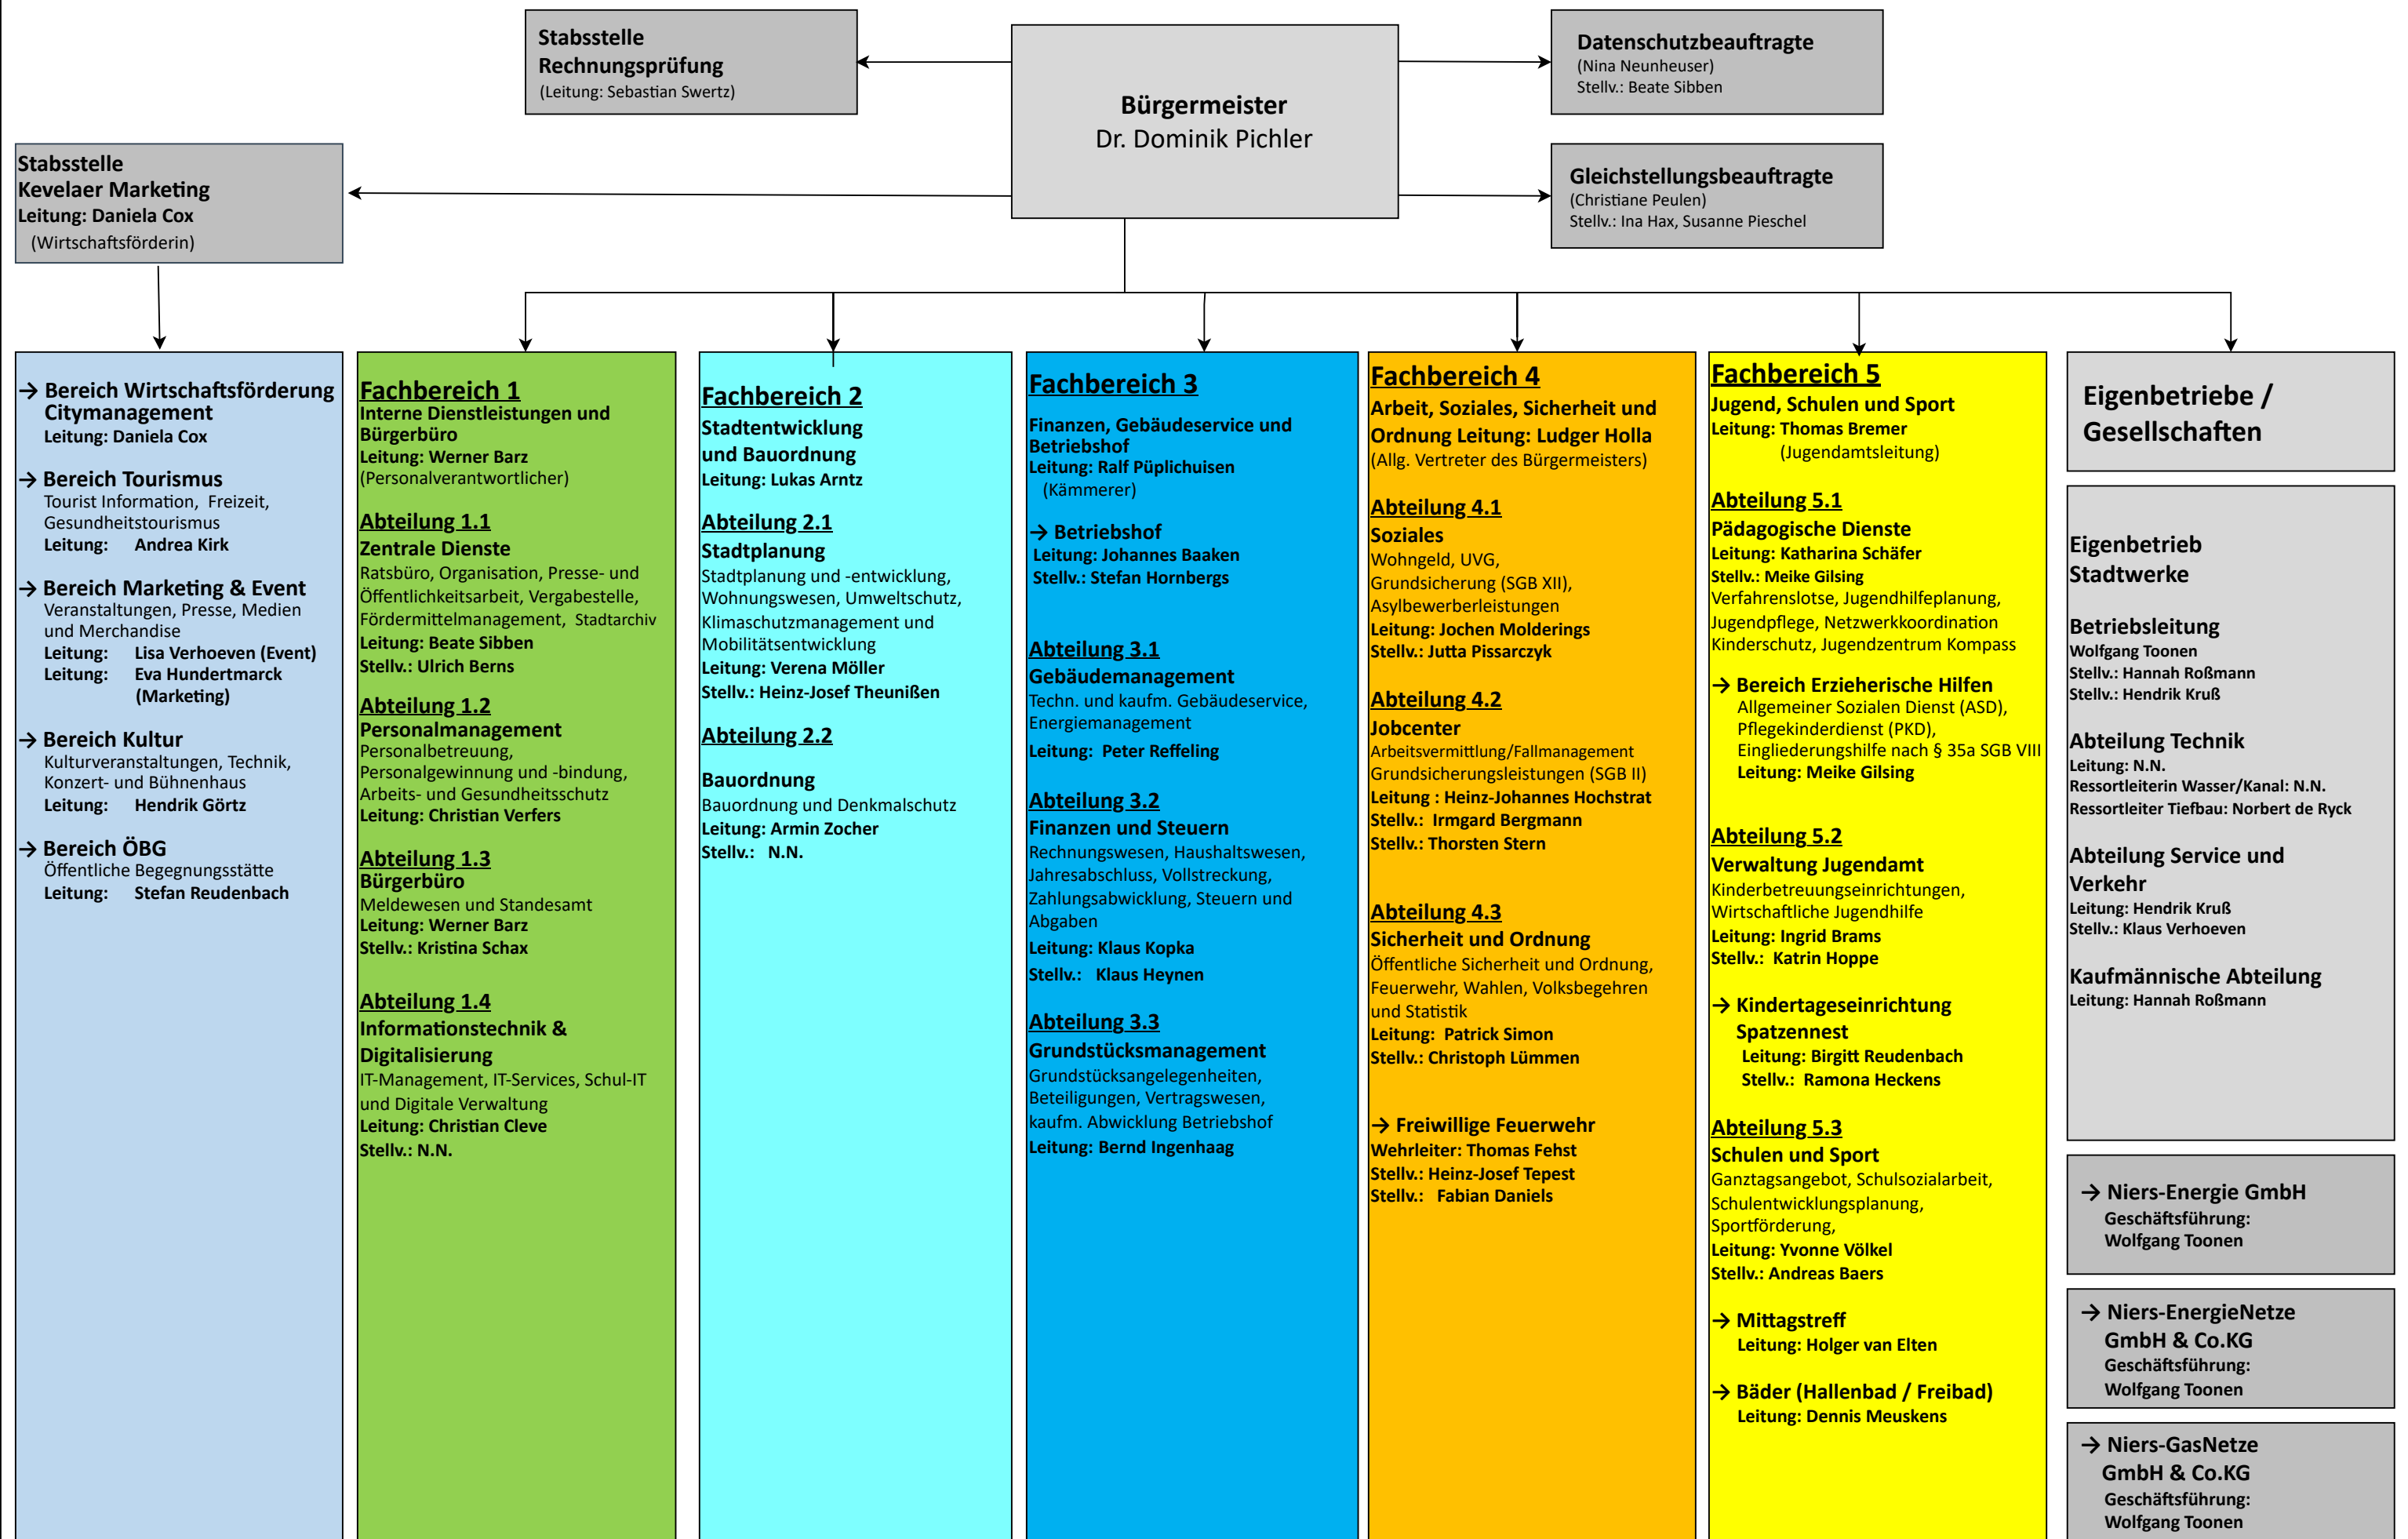 Stabsstelle
Rechnungsprüfung
(Leitung: Sebastian Swertz)
Bürgermeister
Dr. Dominik Pichler
Datenschutzbeauftragte
(Nina Neunheuser)
Stellv.: Beate Sibben
Stabsstelle
Kevelaer Marketing
Leitung: Daniela Cox
(Wirtschaftsförderin)
Gleichstellungsbeauftragte
(Christiane Peulen)
Stellv.: Ina Hax, Susanne Pieschel
→ Bereich Wirtschaftsförderung
Citymanagement
Leitung: Daniela Cox
→ Bereich Tourismus
Tourist Information, Freizeit,
Gesundheitstourismus
Leitung: Andrea Kirk
→ Bereich Marketing & Event
Veranstaltungen, Presse, Medien
und Merchandise
Leitung: Lisa Verhoeven (Event)
Leitung: Eva Hundertmarck
(Marketing)
→ Bereich Kultur
Kulturveranstaltungen, Technik,
Konzert- und Bühnenhaus
Leitung: Hendrik Görtz
→ Bereich ÖBG
Öffentliche Begegnungsstätte
Leitung: Stefan Reudenbach
Fachbereich 1
Interne Dienstleistungen und
Bürgerbüro
Leitung: Werner Barz
(Personalverantwortlicher)
Abteilung 1.1
Zentrale Dienste
Ratsbüro, Organisation, Presse- und
Öffentlichkeitsarbeit, Vergabestelle,
Fördermittelmanagement, Stadtarchiv
Leitung: Beate Sibben
Stellv.: Ulrich Berns
Abteilung 1.2
Personalmanagement
Personalbetreuung,
Personalgewinnung und -bindung,
Arbeits- und Gesundheitsschutz
Leitung: Christian Verfers
Abteilung 1.3
Bürgerbüro
Meldewesen und Standesamt
Leitung: Werner Barz
Stellv.: Kristina Schax
Abteilung 1.4
Informationstechnik &
Digitalisierung
IT-Management, IT-Services, Schul-IT
und Digitale Verwaltung
Leitung: Christian Cleve
Stellv.: N.N.
Fachbereich 2
Stadtentwicklung
und Bauordnung
Leitung: Lukas Arntz
Abteilung 2.1
Stadtplanung
Stadtplanung und -entwicklung,
Wohnungswesen, Umweltschutz,
Klimaschutzmanagement und
Mobilitätsentwicklung
Leitung: Verena Möller
Stellv.: Heinz-Josef Theunißen
Abteilung 2.2
Bauordnung
Bauordnung und Denkmalschutz
Leitung: Armin Zocher
Stellv.: N.N.
Fachbereich 3
Finanzen, Gebäudeservice und
Betriebshof
Leitung: Ralf Püplichuisen
(Kämmerer)
→ Betriebshof
Leitung: Johannes Baaken
Stellv.: Stefan Hornbergs
Abteilung 3.1
Gebäudemanagement
Techn. und kaufm. Gebäudeservice,
Energiemanagement
Leitung: Peter Reffeling
Abteilung 3.2
Finanzen und Steuern
Rechnungswesen, Haushaltswesen,
Jahresabschluss, Vollstreckung,
Zahlungsabwicklung, Steuern und
Abgaben
Leitung: Klaus Kopka
Stellv.: Klaus Heynen
Abteilung 3.3
Grundstücksmanagement
Grundstücksangelegenheiten,
Beteiligungen, Vertragswesen,
kaufm. Abwicklung Betriebshof
Leitung: Bernd Ingenhaag
Fachbereich 4
Arbeit, Soziales, Sicherheit und
Ordnung Leitung: Ludger Holla
(Allg. Vertreter des Bürgermeisters)
Abteilung 4.1
Soziales
Wohngeld, UVG,
Grundsicherung (SGB XII),
Asylbewerberleistungen
Leitung: Jochen Molderings
Stellv.: Jutta Pissarczyk
Abteilung 4.2
Jobcenter
Arbeitsvermittlung/Fallmanagement
Grundsicherungsleistungen (SGB II)
Leitung : Heinz-Johannes Hochstrat
Stellv.: Irmgard Bergmann
Stellv.: Thorsten Stern
Abteilung 4.3
Sicherheit und Ordnung
Öffentliche Sicherheit und Ordnung,
Feuerwehr, Wahlen, Volksbegehren
und Statistik
Leitung: Patrick Simon
Stellv.: Christoph Lümmen
→ Freiwillige Feuerwehr
Wehrleiter: Thomas Fehst
Stellv.: Heinz-Josef Tepest
Stellv.: Fabian Daniels
Fachbereich 5
Jugend, Schulen und Sport
Leitung: Thomas Bremer
(Jugendamtsleitung)
Abteilung 5.1
Pädagogische Dienste
Leitung: Katharina Schäfer
Stellv.: Meike Gilsing
Verfahrenslotse, Jugendhilfeplanung,
Jugendpflege, Netzwerkkoordination
Kinderschutz, Jugendzentrum Kompass
→ Bereich Erzieherische Hilfen
Allgemeiner Sozialen Dienst (ASD),
Pflegekinderdienst (PKD),
Eingliederungshilfe nach § 35a SGB VIII
Leitung: Meike Gilsing
Abteilung 5.2
Verwaltung Jugendamt
Kinderbetreuungseinrichtungen,
Wirtschaftliche Jugendhilfe
Leitung: Ingrid Brams
Stellv.: Katrin Hoppe
→ Kindertageseinrichtung
Spatzennest
Leitung: Birgitt Reudenbach
Stellv.: Ramona Heckens
Abteilung 5.3
Schulen und Sport
Ganztagsangebot, Schulsozialarbeit,
Schulentwicklungsplanung,
Sportförderung,
Leitung: Yvonne Völkel
Stellv.: Andreas Baers
→ Mittagstreff
Leitung: Holger van Elten
→ Bäder (Hallenbad / Freibad)
Leitung: Dennis Meuskens
Eigenbetriebe /
Gesellschaften
Eigenbetrieb
Stadtwerke
Betriebsleitung
Wolfgang Toonen
Stellv.: Hannah Roßmann
Stellv.: Hendrik Kruß
Abteilung Technik
Leitung: N.N.
Ressortleiterin Wasser/Kanal: N.N.
Ressortleiter Tiefbau: Norbert de Ryck
Abteilung Service und
Verkehr
Leitung: Hendrik Kruß
Stellv.: Klaus Verhoeven
Kaufmännische Abteilung
Leitung: Hannah Roßmann
→ Niers-Energie GmbH
Geschäftsführung:
Wolfgang Toonen
→ Niers-EnergieNetze
GmbH & Co.KG
Geschäftsführung:
Wolfgang Toonen
→ Niers-GasNetze
GmbH & Co.KG
Geschäftsführung:
Wolfgang Toonen